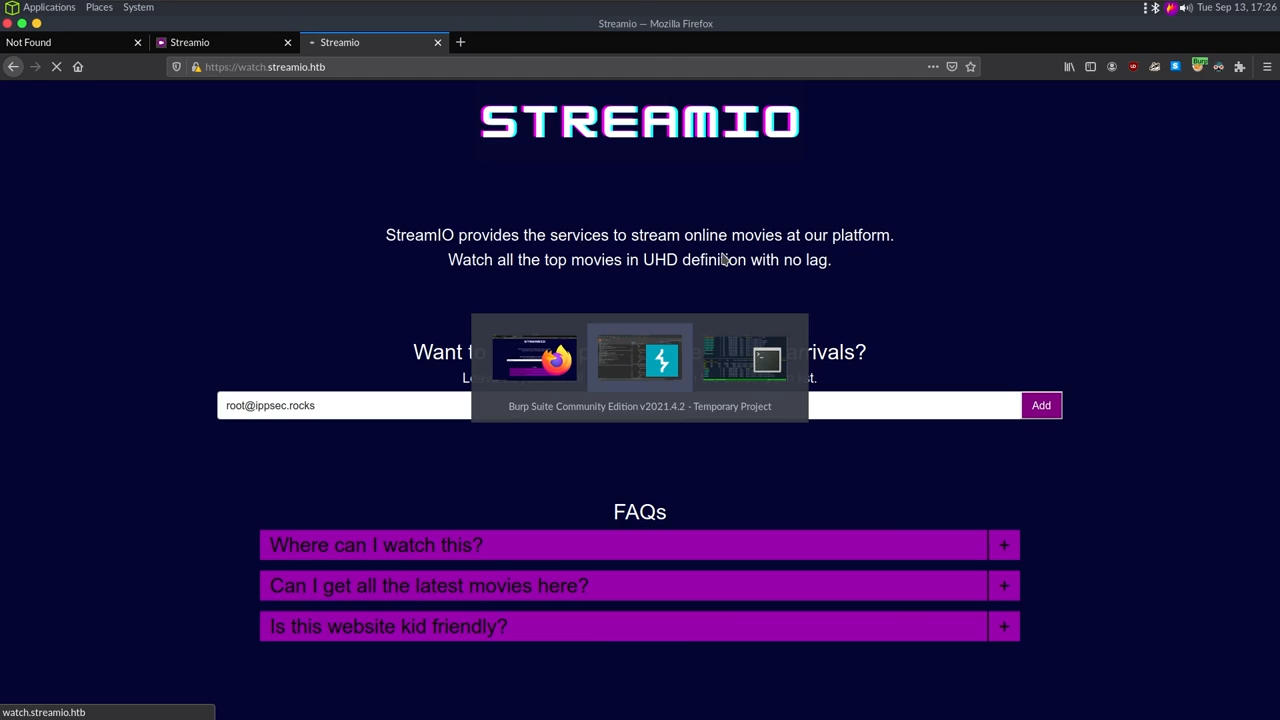 Applications Places System
Tue Sep 13, 17:26
Streamio — Mozilla Firefox
Not Found
Streamio
Streamio
https://watch.streamio.htb
Burp
STREAMIO
StreamIO provides the services to stream online movies at our platform.
Watch all the top movies in UHD definition with no lag.
Want to
rivals?
list.
root@ippsec.rocks
Add
Burp Suite Community Edition v2021.4.2 - Temporary Project
FAQs
Where can I watch this?
+
Can I get all the latest movies here?
+
Is this website kid friendly?
+
watch.streamio.htb